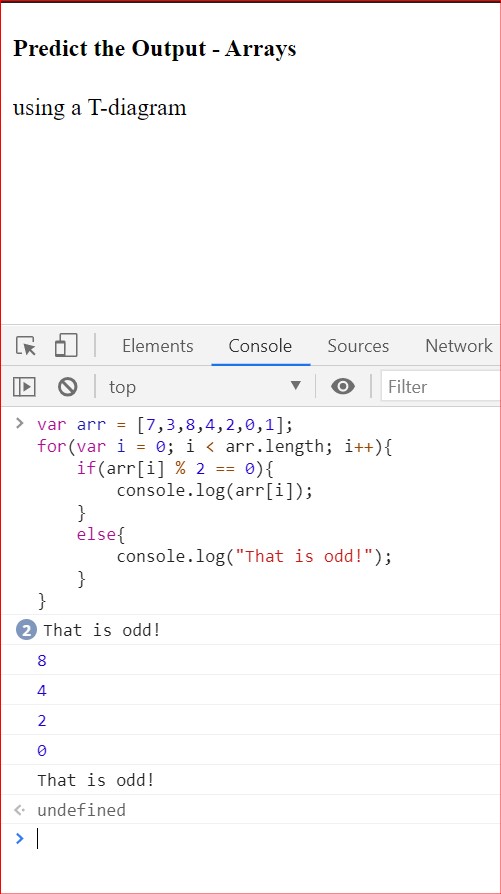 Predict the Output - Arrays
using a T-diagram
Elements Console Sources Network
top ▼ Filter
> var arr = [7,3,8,4,2,0,1];
for(var i = 0; i < arr.length; i++){
    if(arr[i] % 2 == 0){
        console.log(arr[i]);
    }
    else{
        console.log("That is odd!");
    }
}
2 That is odd!
8
4
2
0
That is odd!
undefined
>